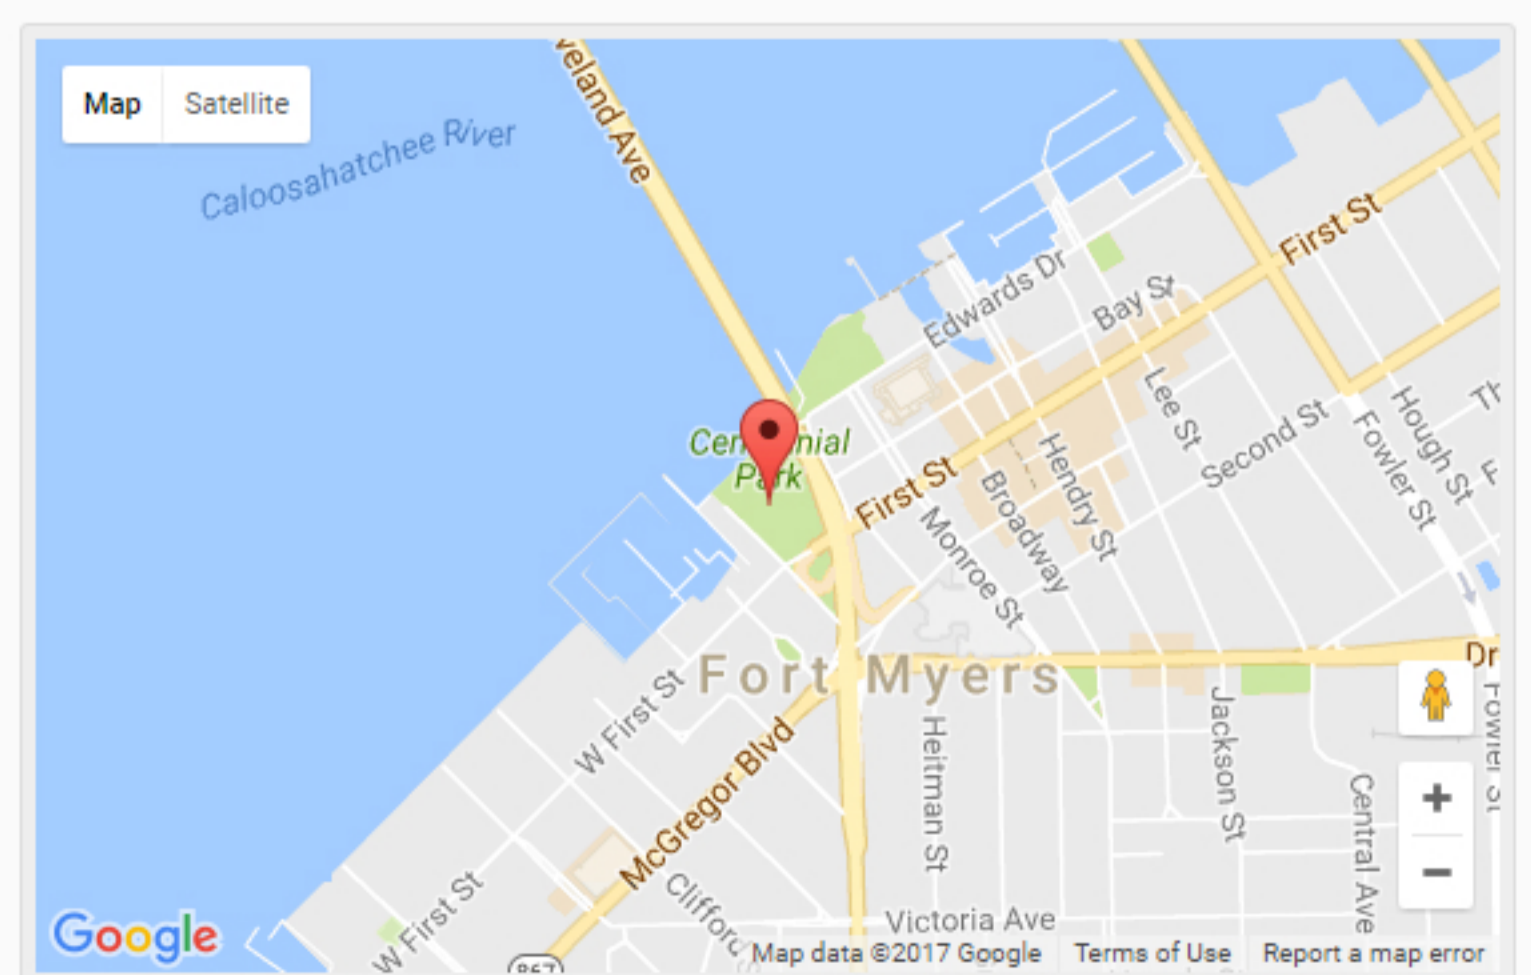 Map
Satellite
Caloosahatchee River
veland Ave
First St
Edwards Dr
Bay St
Lee St
Second St
Hough St
Fowler St
Th
F
Centennial
Park
First St
Hendry St
Broadway
Monroe St
Fort Myers
Dr
W First St
McGregor Blvd
Heitman St
Jackson St
Central Ave
Fowler St
+
−
W First St
Clifford S
Victoria Ave
867
Google
Map data ©2017 Google
Terms of Use
Report a map error